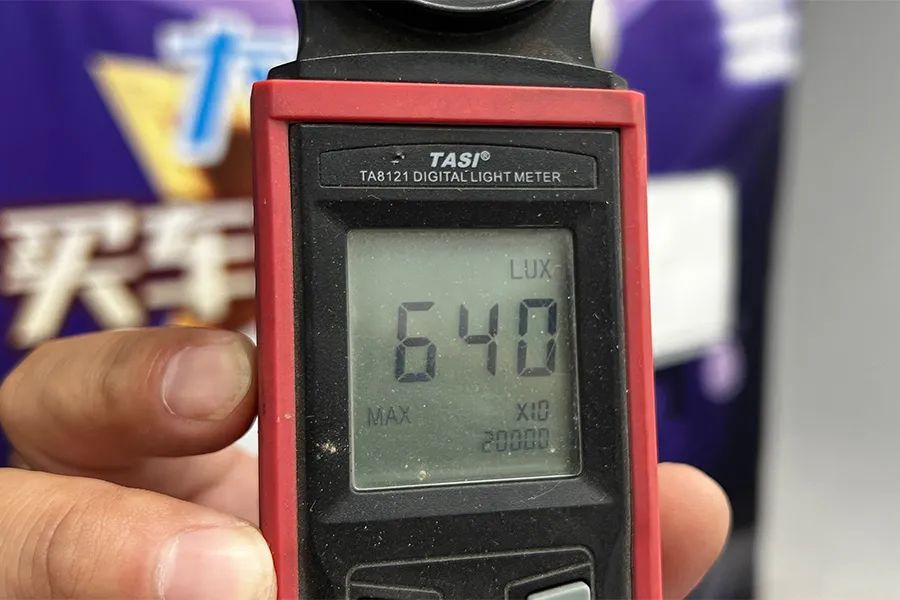 TASI®
TA8121 DIGITAL LIGHT METER
LUX
640
MAX X10
20000
买车